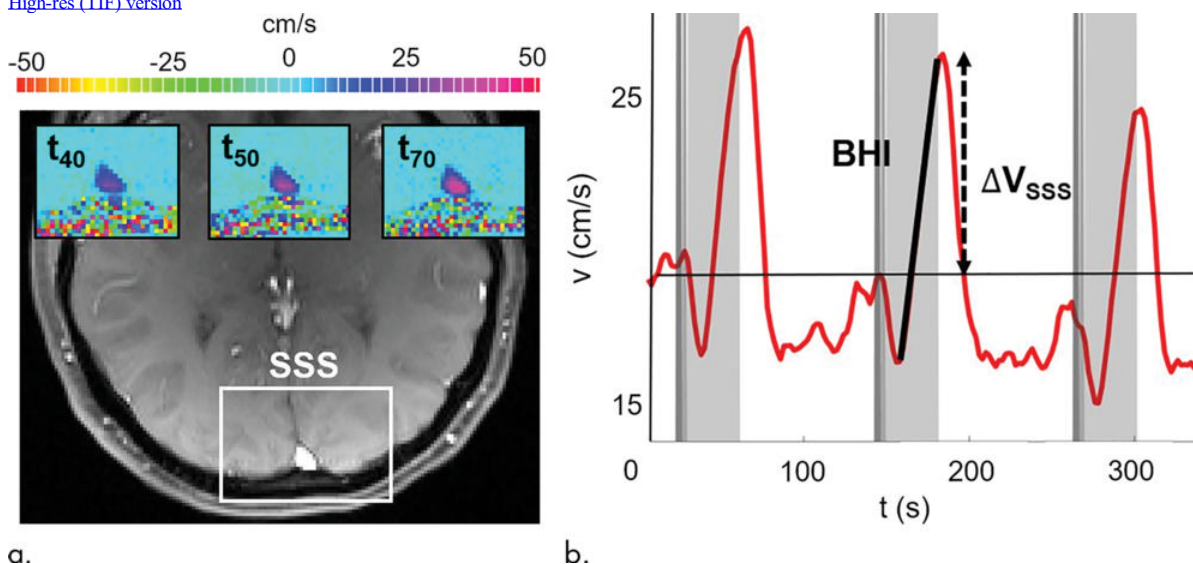 High-res (TIF) version
cm/s
-50 -25 0 25 50
t40 t50 t70
SSS
a.
25
15
v (cm/s)
BHI
ΔVSSS
0 100 200 300
t (s)
b.